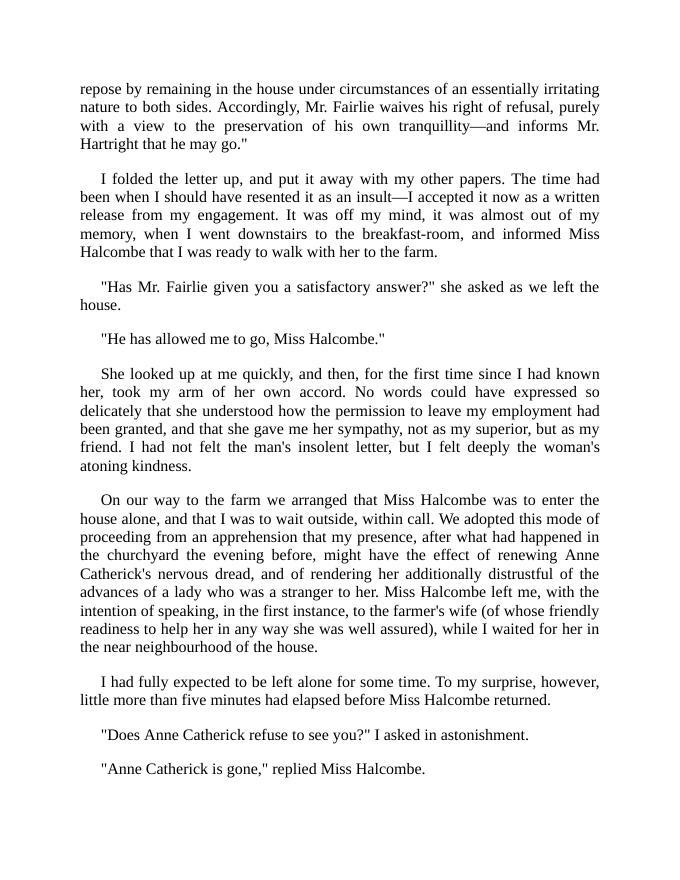 repose by remaining in the house under circumstances of an essentially irritating
nature to both sides. Accordingly, Mr. Fairlie waives his right of refusal, purely
with a view to the preservation of his own tranquillity—and informs Mr.
Hartright that he may go."
I folded the letter up, and put it away with my other papers. The time had
been when I should have resented it as an insult—I accepted it now as a written
release from my engagement. It was off my mind, it was almost out of my
memory, when I went downstairs to the breakfast-room, and informed Miss
Halcombe that I was ready to walk with her to the farm.
"Has Mr. Fairlie given you a satisfactory answer?" she asked as we left the
house.
"He has allowed me to go, Miss Halcombe."
She looked up at me quickly, and then, for the first time since I had known
her, took my arm of her own accord. No words could have expressed so
delicately that she understood how the permission to leave my employment had
been granted, and that she gave me her sympathy, not as my superior, but as my
friend. I had not felt the man's insolent letter, but I felt deeply the woman's
atoning kindness.
On our way to the farm we arranged that Miss Halcombe was to enter the
house alone, and that I was to wait outside, within call. We adopted this mode of
proceeding from an apprehension that my presence, after what had happened in
the churchyard the evening before, might have the effect of renewing Anne
Catherick's nervous dread, and of rendering her additionally distrustful of the
advances of a lady who was a stranger to her. Miss Halcombe left me, with the
intention of speaking, in the first instance, to the farmer's wife (of whose friendly
readiness to help her in any way she was well assured), while I waited for her in
the near neighbourhood of the house.
I had fully expected to be left alone for some time. To my surprise, however,
little more than five minutes had elapsed before Miss Halcombe returned.
"Does Anne Catherick refuse to see you?" I asked in astonishment.
"Anne Catherick is gone," replied Miss Halcombe.